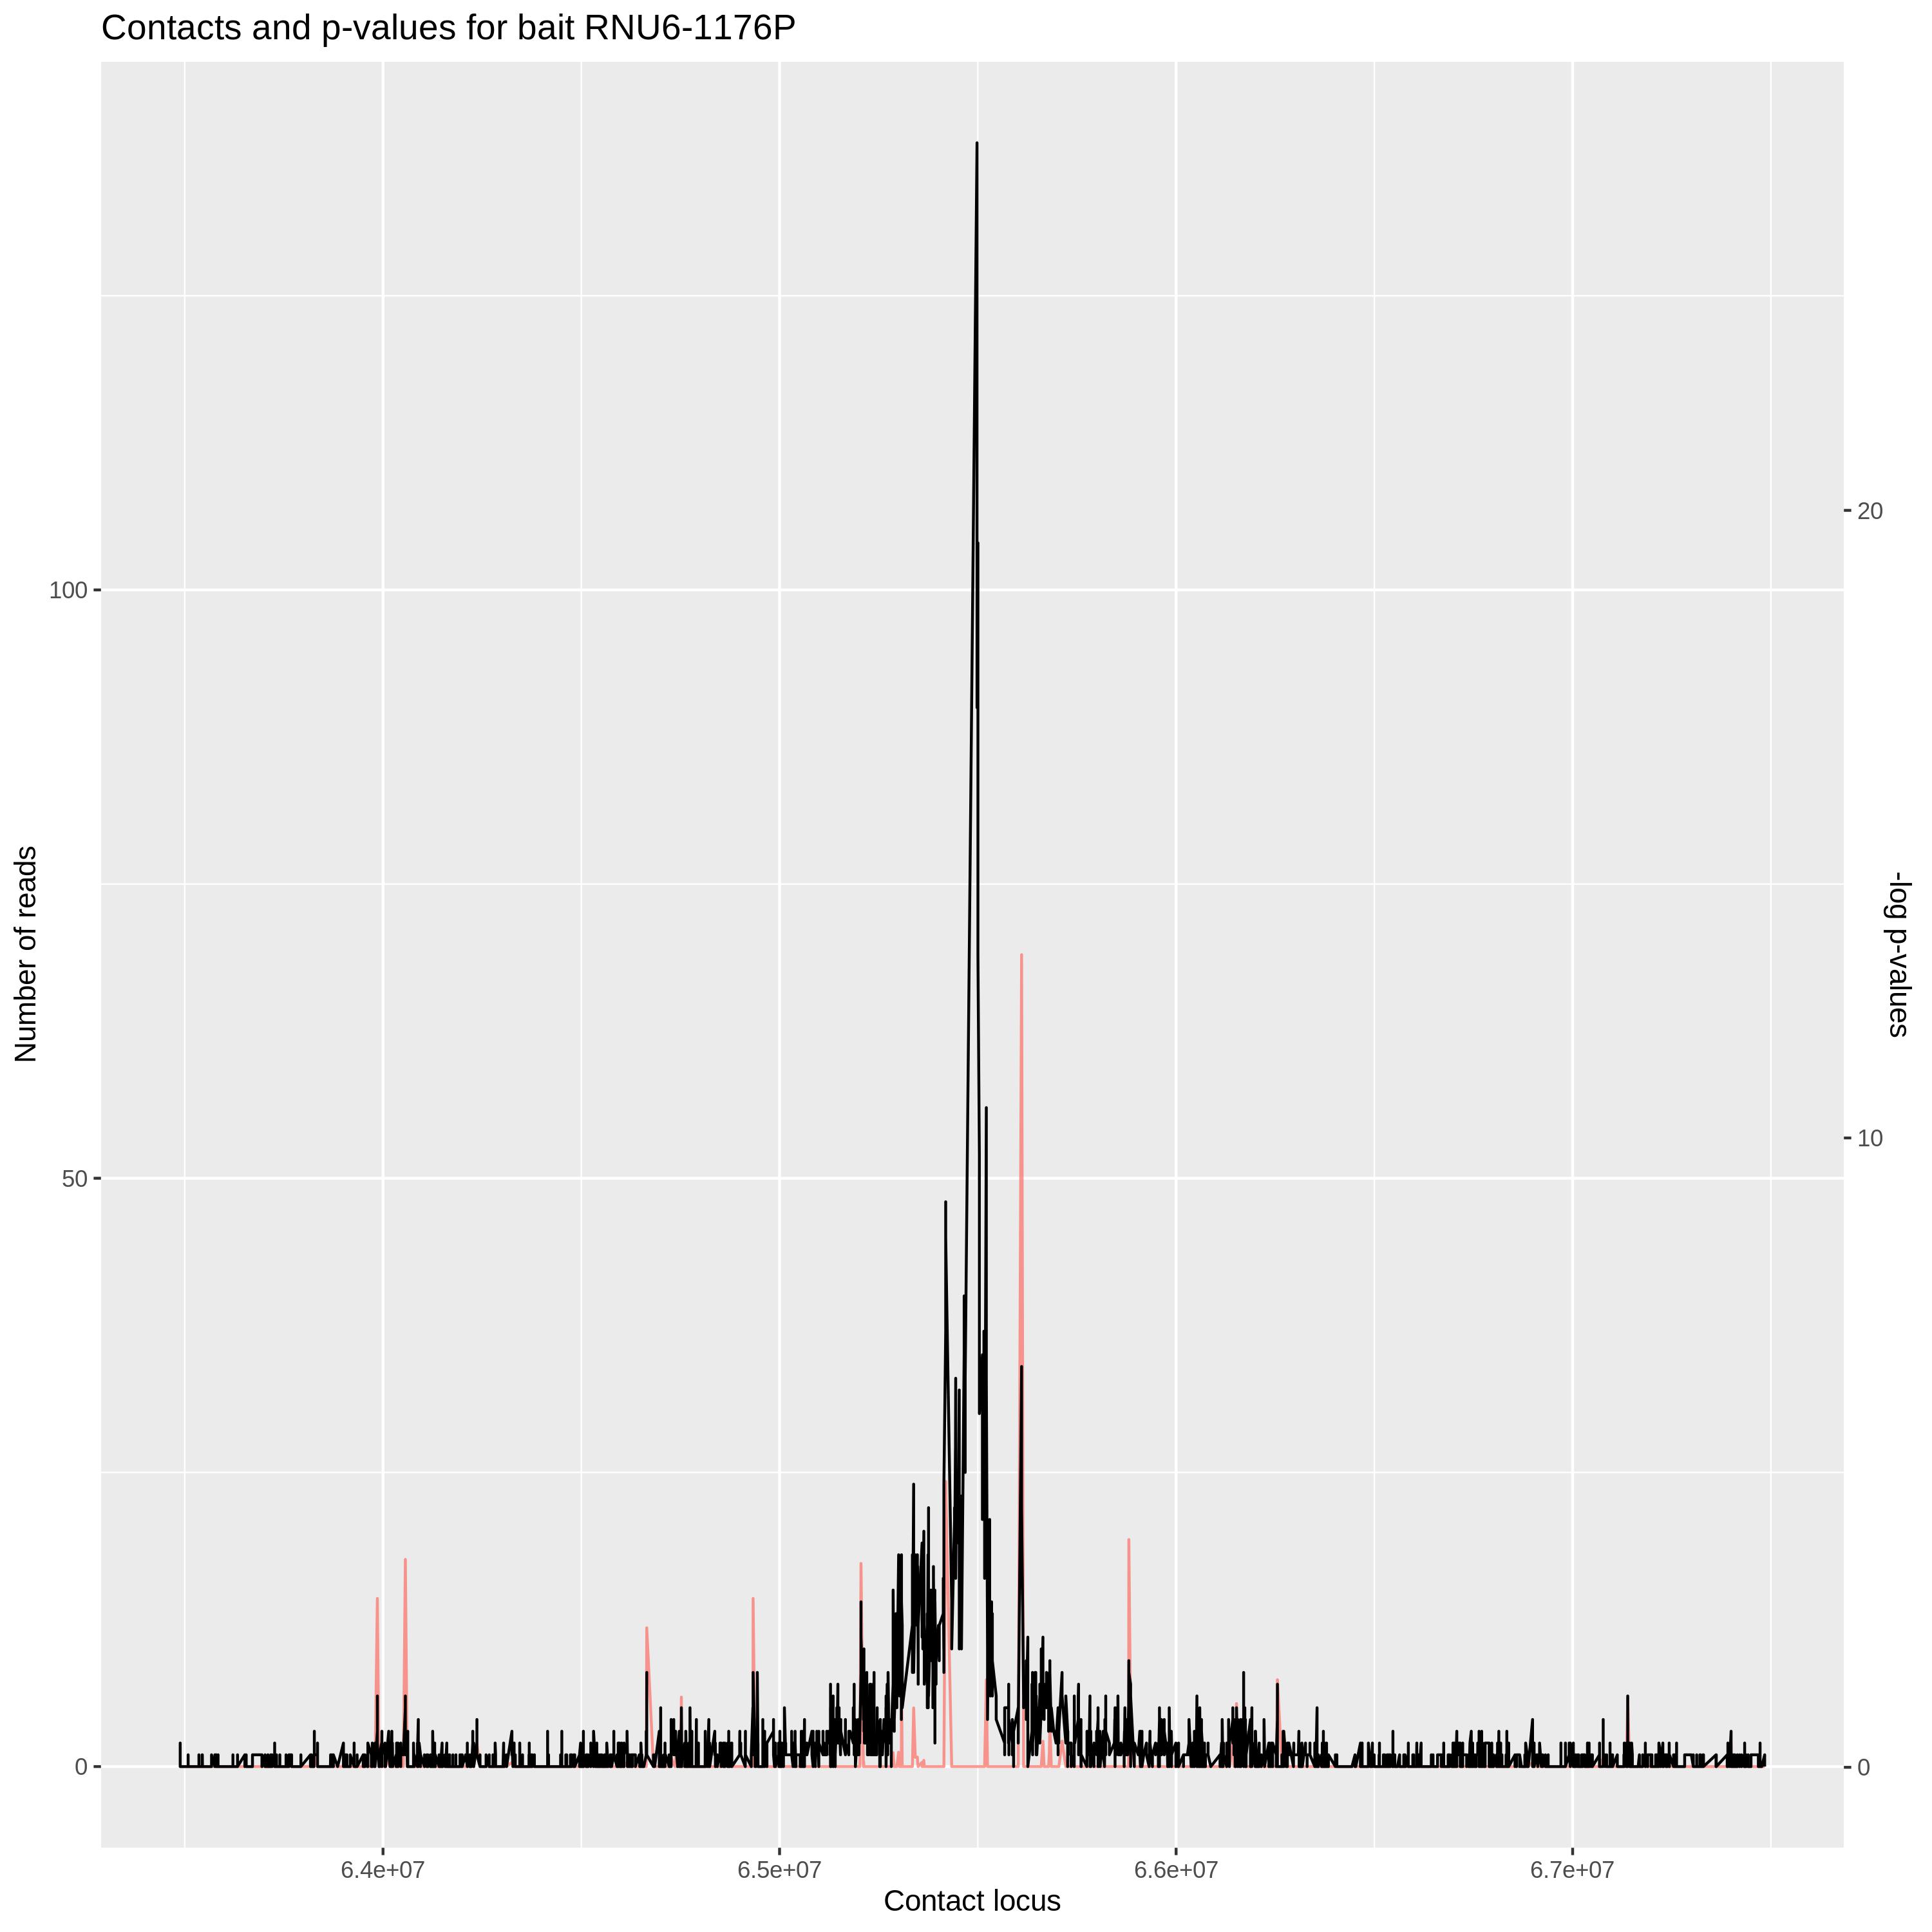 Contacts and p-values for bait RNU6-1176P
Number of reads
100
50
0
20
10
0
-log p-values
6.4e+07
6.5e+07
6.6e+07
6.7e+07
Contact locus